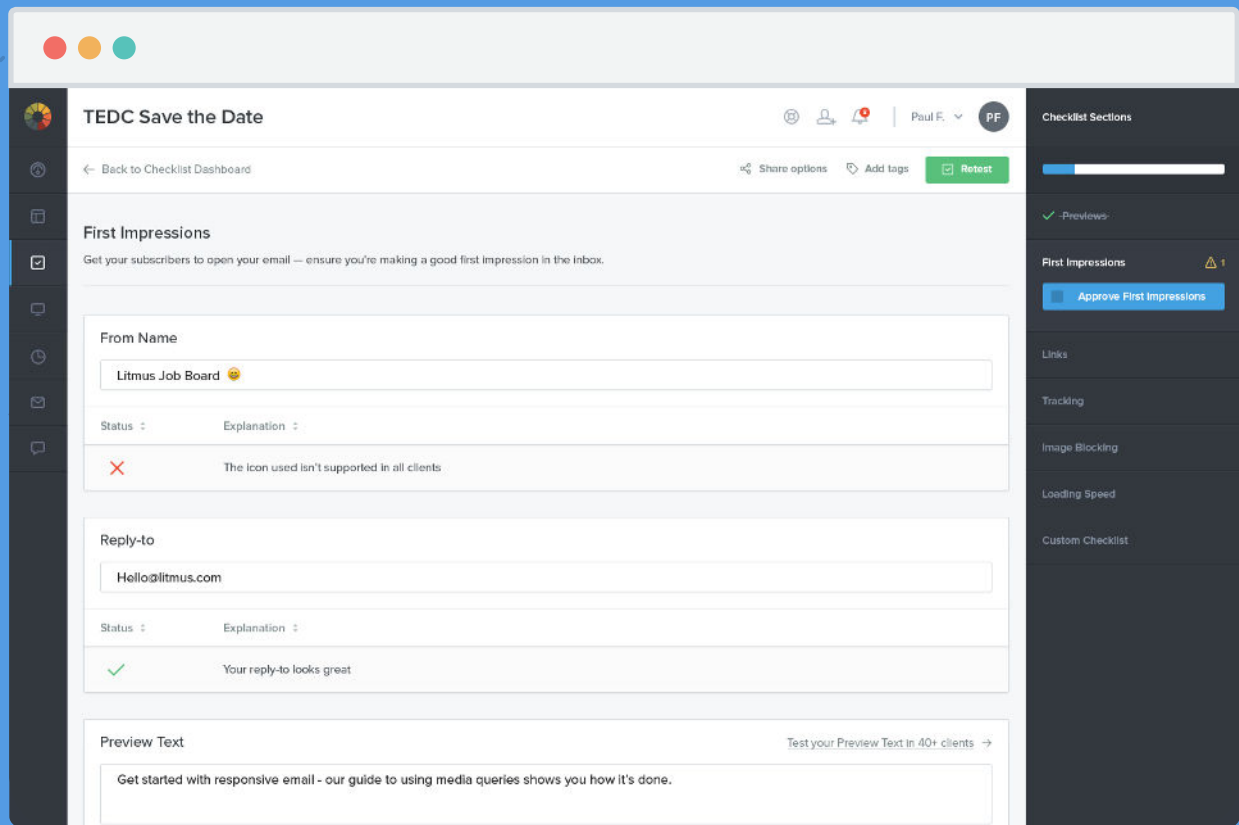 TEDC Save the Date
Paul F.
PF
Back to Checklist Dashboard
Share options
Add tags
Retest
First Impressions
Get your subscribers to open your email — ensure you're making a good first impression in the inbox.
From Name
Litmus Job Board 😀
Status
Explanation
The icon used isn't supported in all clients
Reply-to
Hello@litmus.com
Status
Explanation
Your reply-to looks great
Preview Text
Test your Preview Text in 40+ clients →
Get started with responsive email - our guide to using media queries shows you how it's done.
Checklist Sections
Previews
First Impressions
1
Approve First Impressions
Links
Tracking
Image Blocking
Loading Speed
Custom Checklist